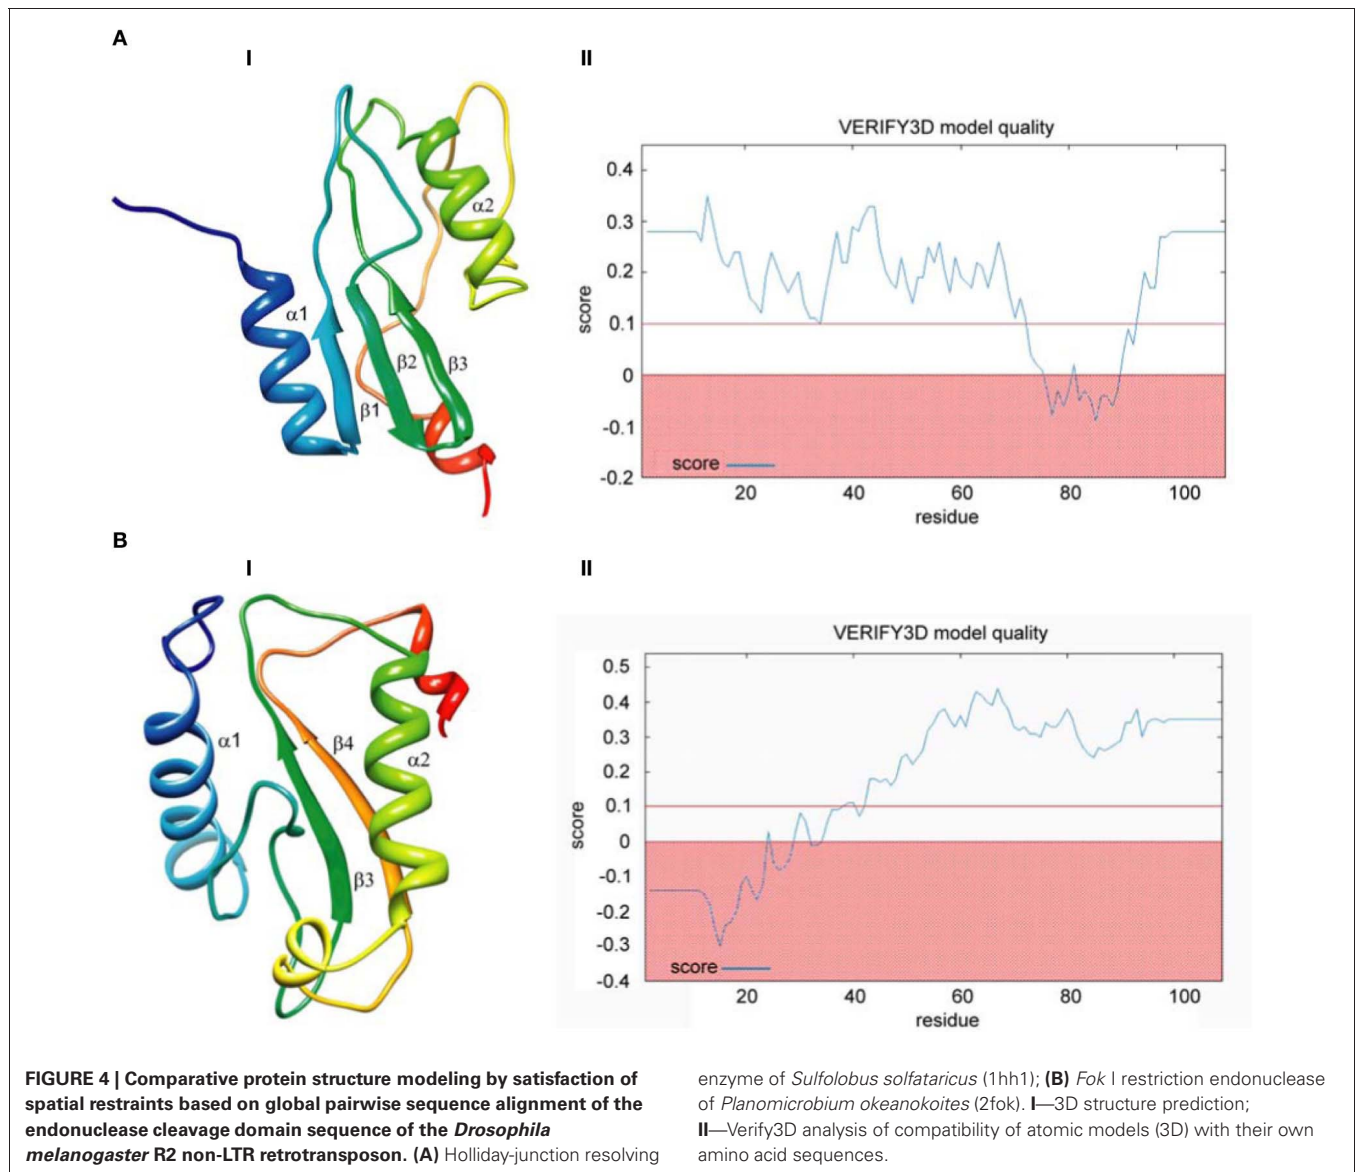 A
I
II
α1
α2
β1
β2
β3
VERIFY3D model quality
0.4
0.3
0.2
0.1
0
-0.1
-0.2
score
score
20
40
60
80
100
residue
B
I
II
α1
β4
α2
β3
VERIFY3D model quality
0.5
0.4
0.3
0.2
0.1
0
-0.1
-0.2
-0.3
-0.4
score
score
20
40
60
80
100
residue
FIGURE 4 | Comparative protein structure modeling by satisfaction of
spatial restraints based on global pairwise sequence alignment of the
endonuclease cleavage domain sequence of the Drosophila
melanogaster R2 non-LTR retrotransposon. (A) Holliday-junction resolving
enzyme of Sulfolobus solfataricus (1hh1); (B) Fok I restriction endonuclease
of Planomicrobium okeanokoites (2fok). I—3D structure prediction;
II—Verify3D analysis of compatibility of atomic models (3D) with their own
amino acid sequences.